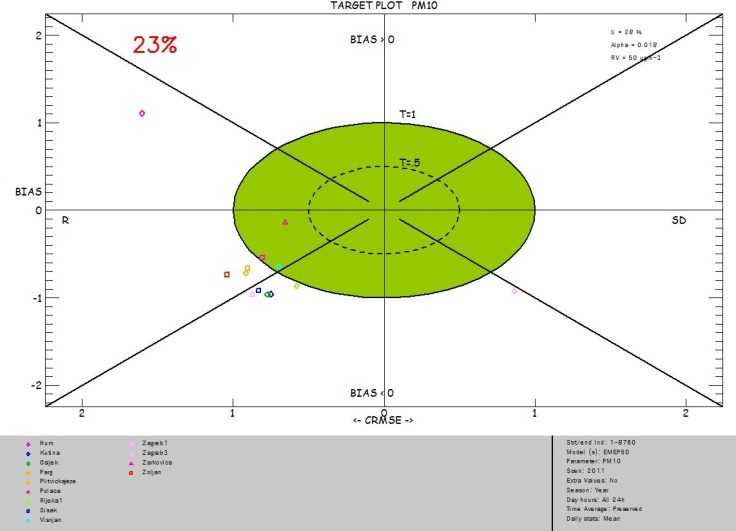 TARGET PLOT PM10
23%
BIAS > 0
U = 28 %
Alpha = 0.018
RV = 50 ugm-3
T=1
T=.5
BIAS
R
SD
BIAS < 0
2
1
0
-1
-2
2
1
0
1
2
<- CRMSE ->
Hum
Kutina
Osijek
Parg
Plitvickajeze
Polaca
Rijeka1
Sisak
Visnjan
Zagreb1
Zagreb3
Zarkovica
Zoljan
Str/end Ind: 1-8760
Model (s): EMEP50
Parameter: PM10
Scen: 2011
Extra Values: No
Season: Year
Day hours: All 24h
Time Average: Preserved
Daily stats: Mean